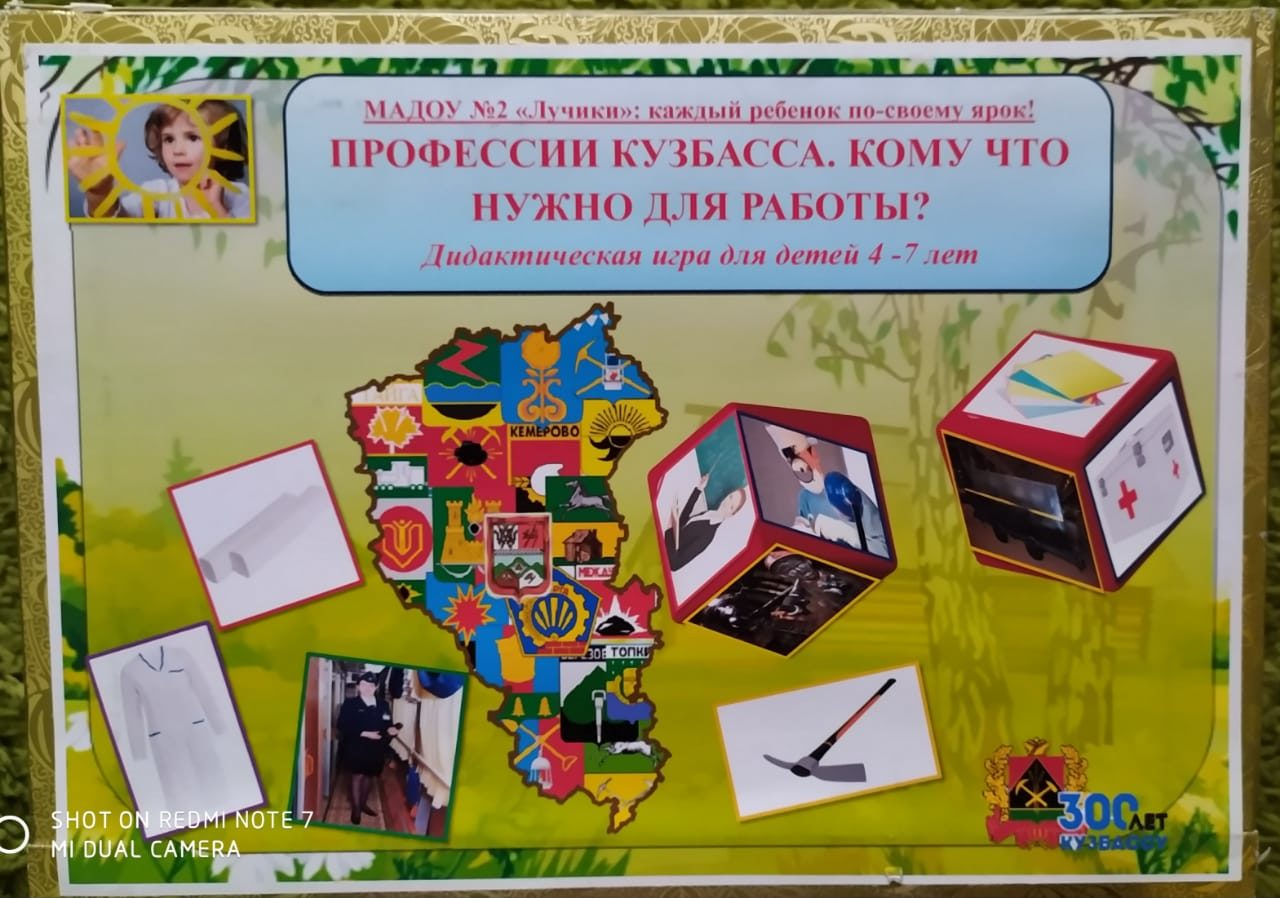 МАДОУ №2 «Лучики»: каждый ребенок по-своему ярок!
ПРОФЕССИИ КУЗБАССА. КОМУ ЧТО
НУЖНО ДЛЯ РАБОТЫ?
Дидактическая игра для детей 4 -7 лет
ТАЙГА
КЕМЕРОВО
ТОПКИ
300 ЛЕТ
КУЗБАССУ
SHOT ON REDMI NOTE 7
MI DUAL CAMERA